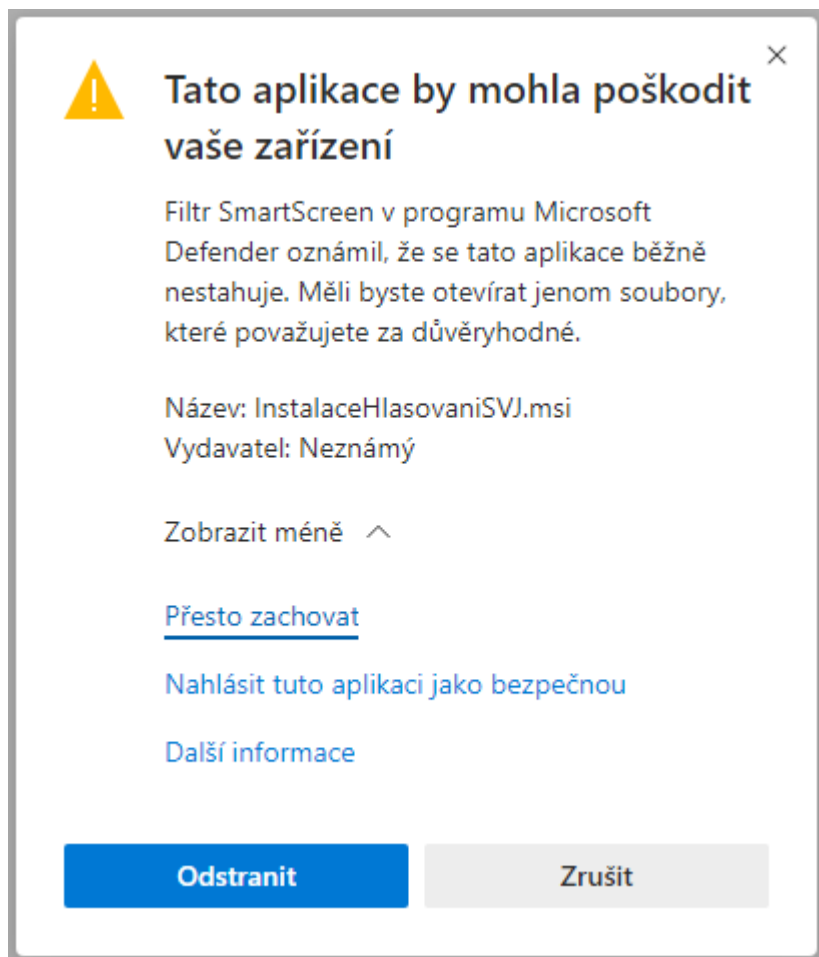 Tato aplikace by mohla poškodit
vaše zařízení
Filtr SmartScreen v programu Microsoft
Defender oznámil, že se tato aplikace běžně
nestahuje. Měli byste otevírat jenom soubory,
které považujete za důvěryhodné.
Název: InstalaceHlasovaniSVJ.msi
Vydavatel: Neznámý
Zobrazit méně
Přesto zachovat
Nahlásit tuto aplikaci jako bezpečnou
Další informace
Odstranit
Zrušit